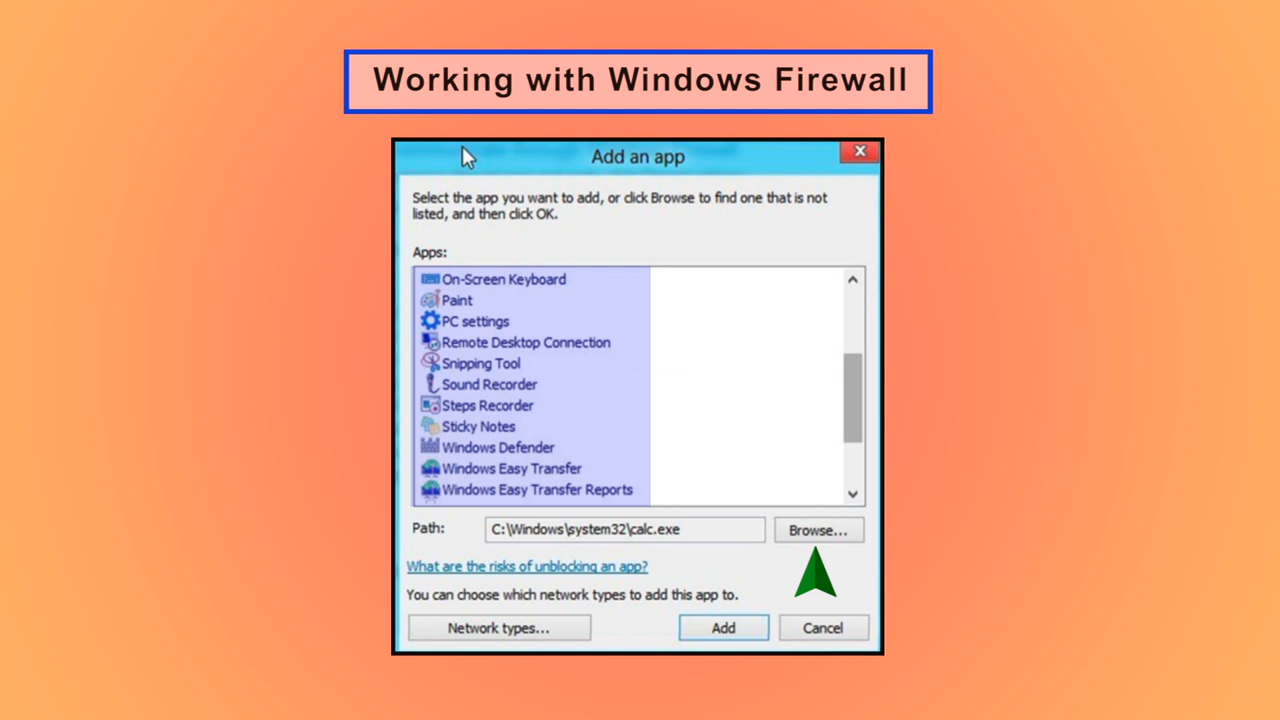 Working with Windows Firewall
Add an app
Select the app you want to add, or click Browse to find one that is not
listed, and then click OK.
Apps:
On-Screen Keyboard
Paint
PC settings
Remote Desktop Connection
Snipping Tool
Sound Recorder
Steps Recorder
Sticky Notes
Windows Defender
Windows Easy Transfer
Windows Easy Transfer Reports
Path: C:\Windows\system32\calc.exe Browse...
What are the risks of unblocking an app?
You can choose which network types to add this app to.
Network types... Add Cancel